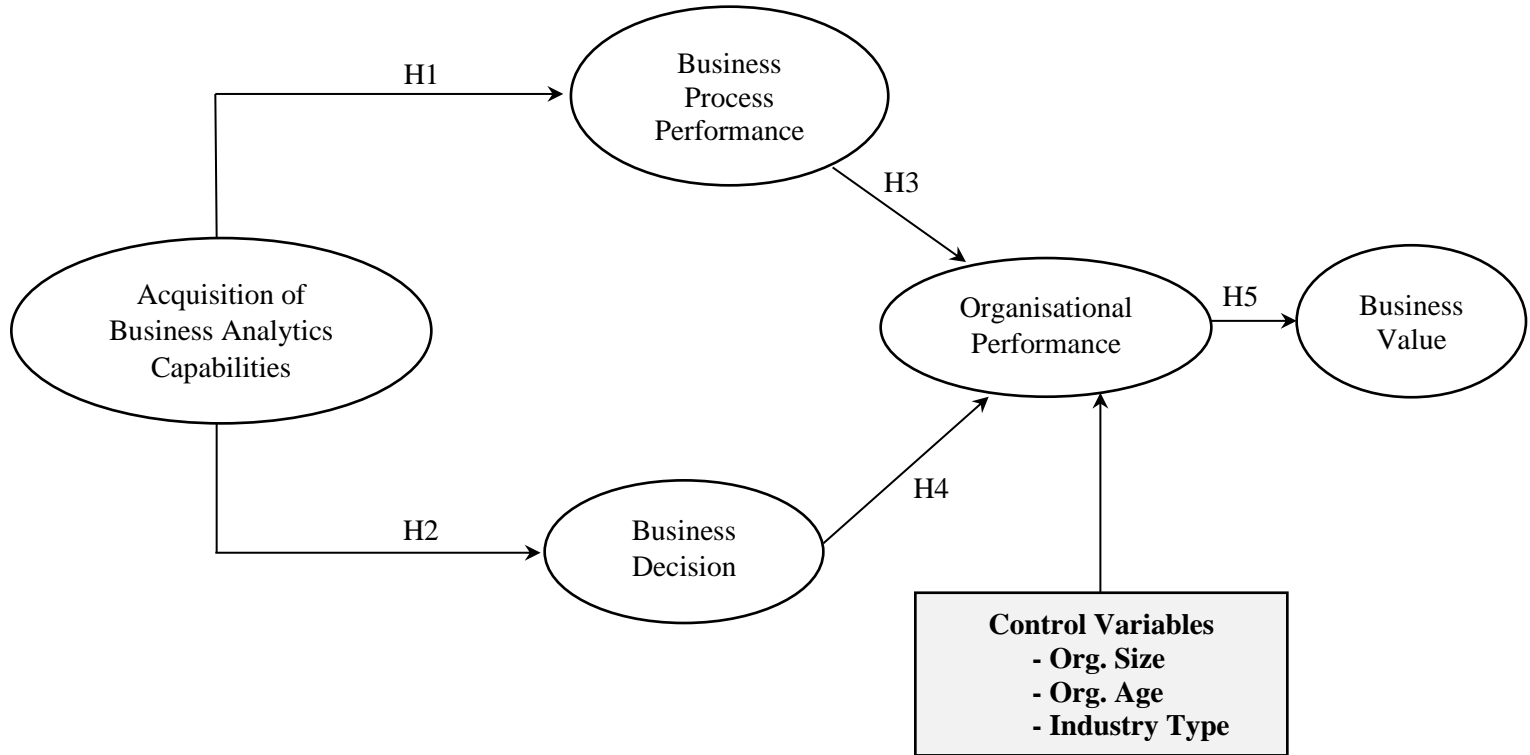 H1
Business
Process
Performance
H3
Acquisition of
Business Analytics
Capabilities
Organisational
Performance
H5
Business
Value
H2
Business
Decision
H4
Control Variables
- Org. Size
- Org. Age
- Industry Type